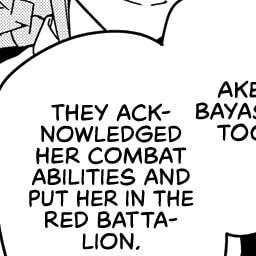 AKE
BAYAS
TOO
THEY ACK-
NOWLEDGED
HER COMBAT
ABILITIES AND
PUT HER IN THE
RED BATTA-
LION.